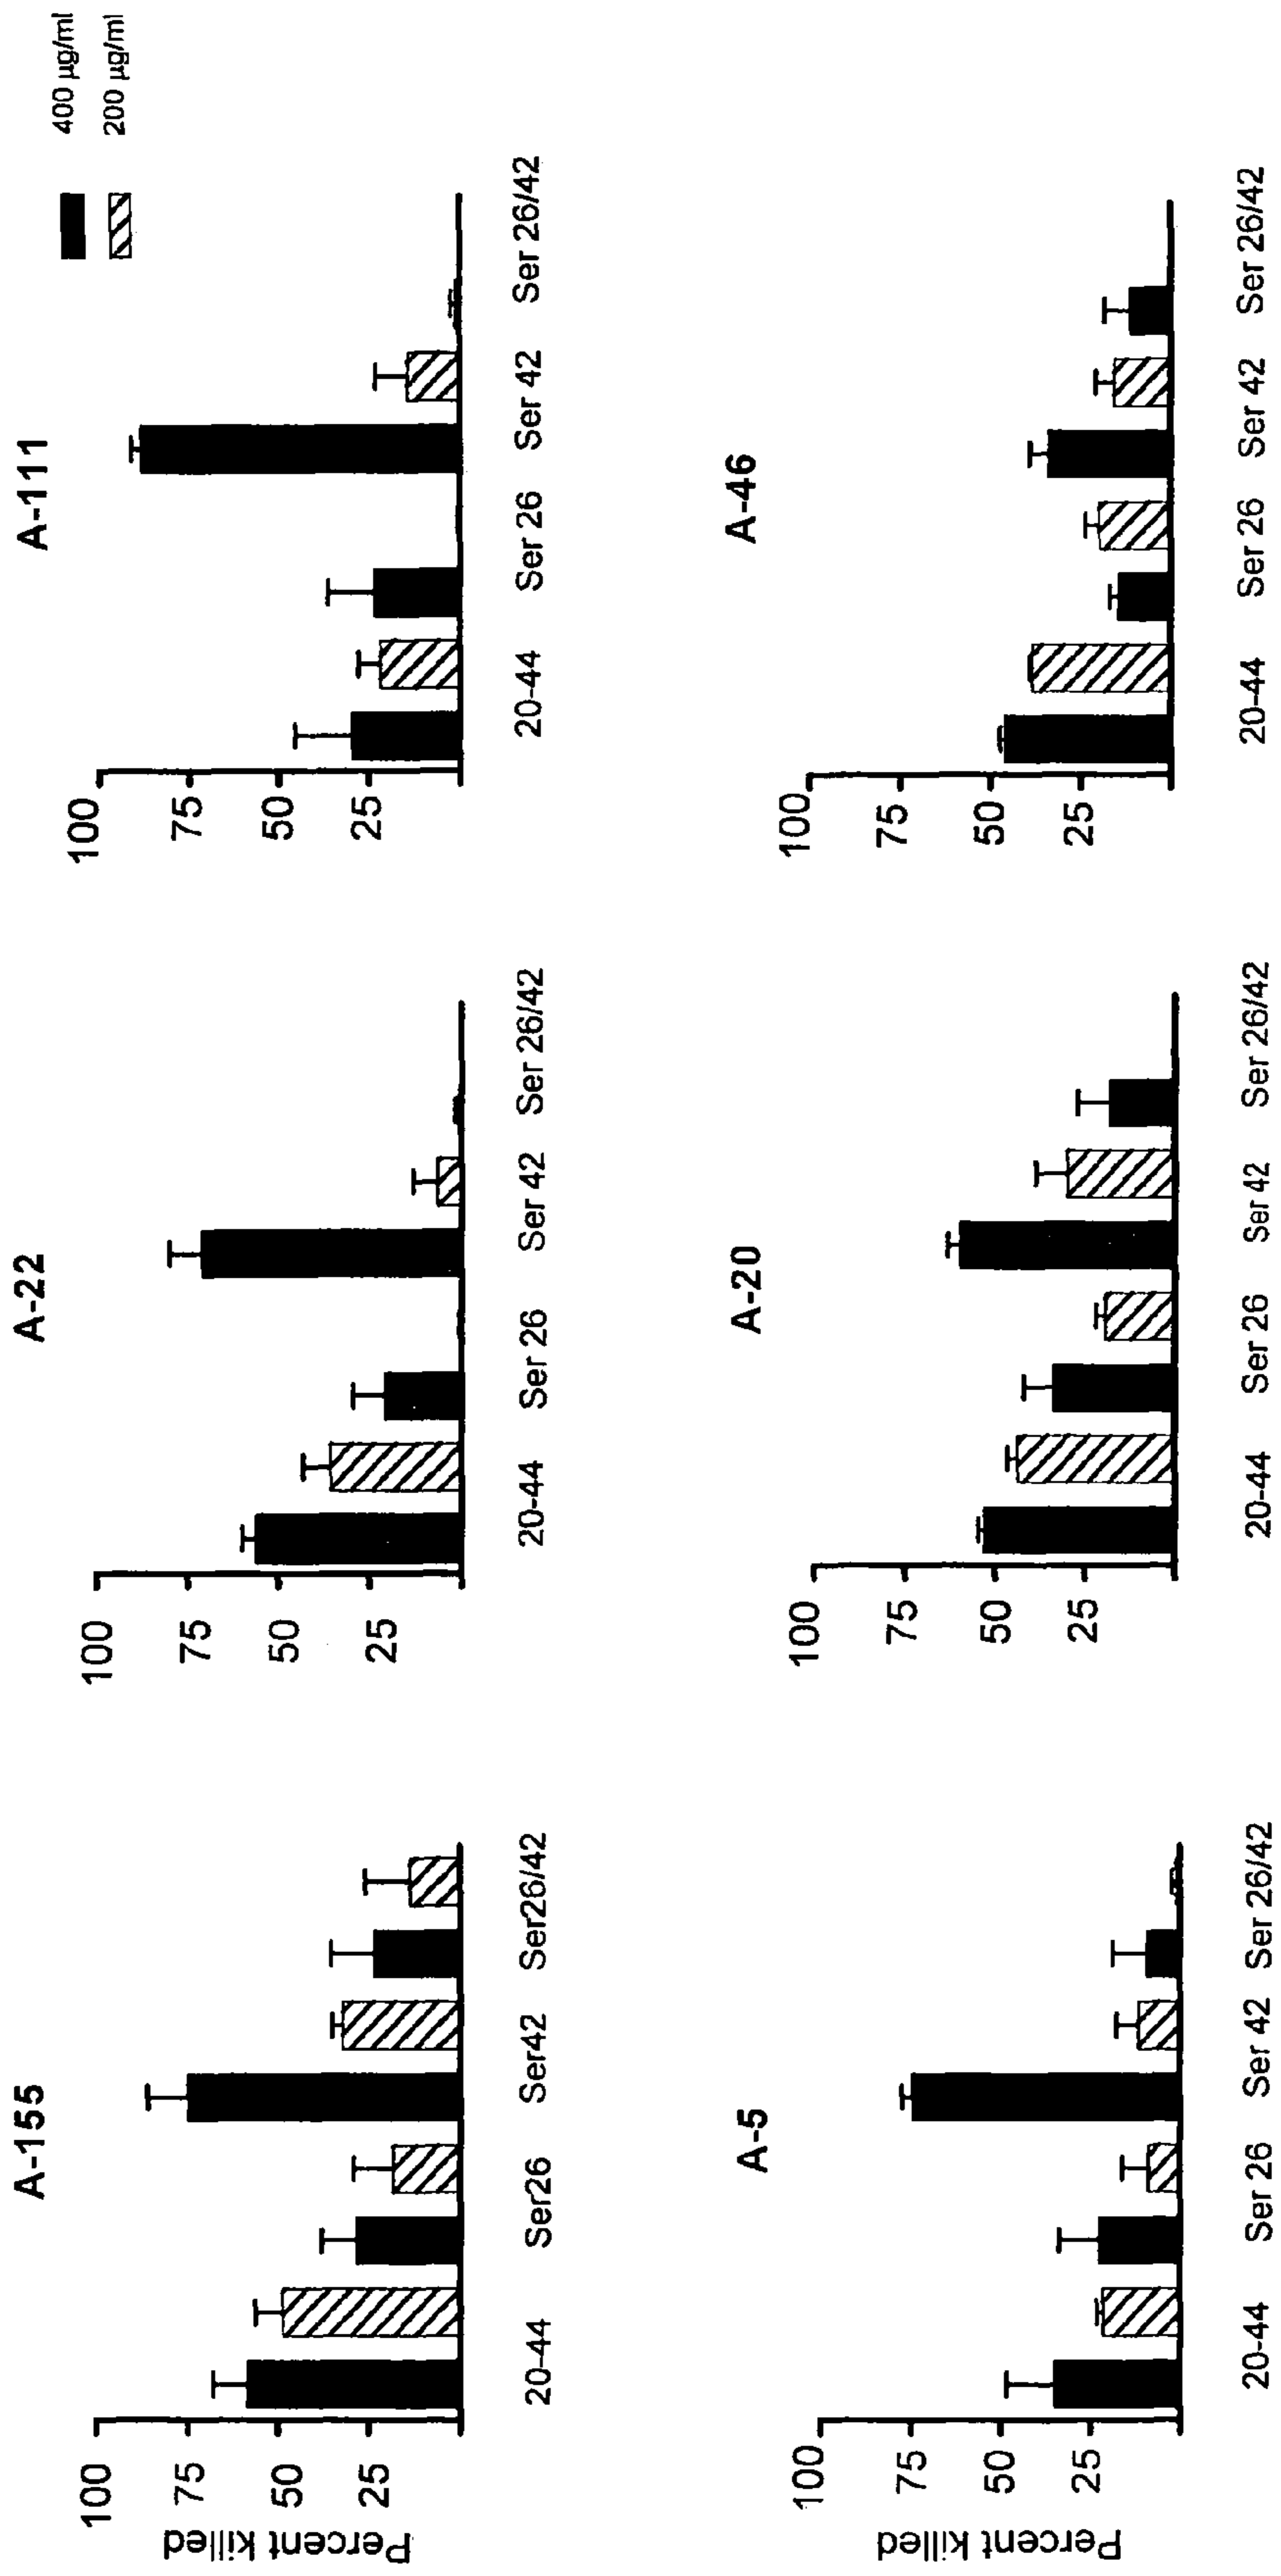 400 µg/ml
200 µg/ml
A-155
Percent killed
100
75
50
25
20-44
Ser26
Ser42
Ser26/42
A-22
100
75
50
25
20-44
Ser 26
Ser 42
Ser 26/42
A-111
100
75
50
25
20-44
Ser 26
Ser 42
Ser 26/42
A-5
Percent killed
100
75
50
25
20-44
Ser 26
Ser 42
Ser 26/42
A-20
100
75
50
25
20-44
Ser 26
Ser 42
Ser 26/42
A-46
100
75
50
25
20-44
Ser 26
Ser 42
Ser 26/42